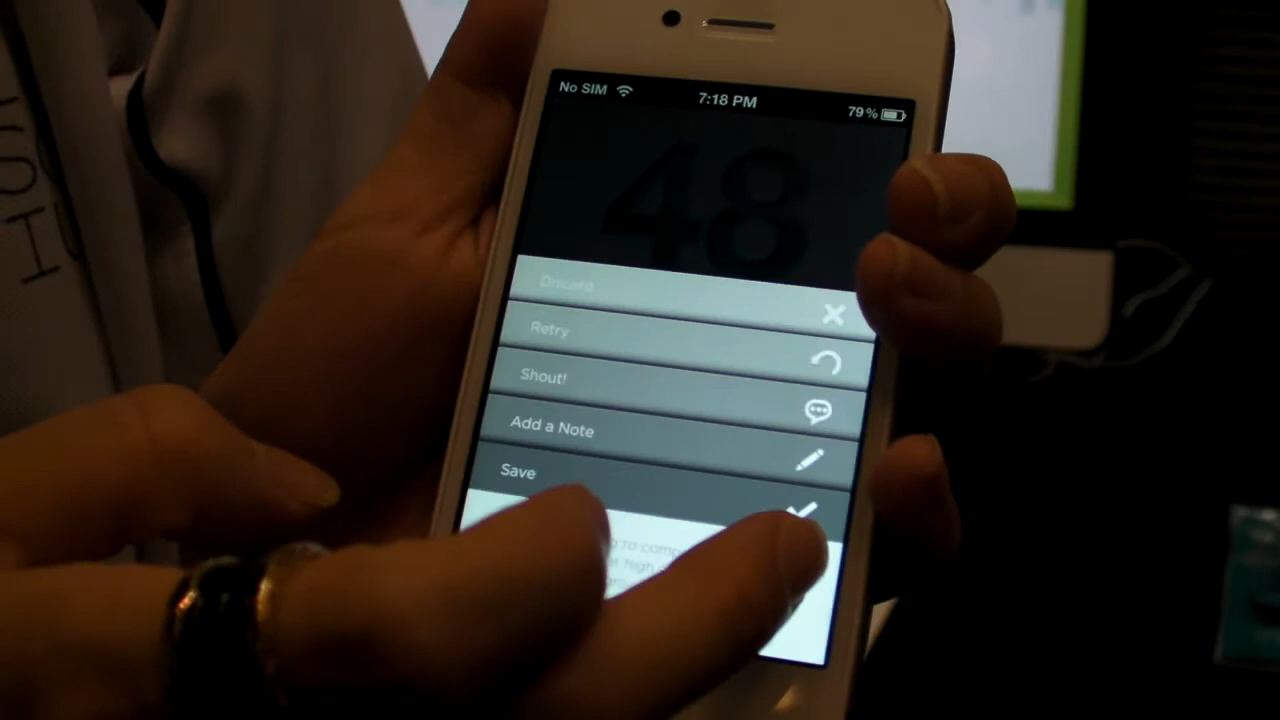 No SIM 7:18 PM 79%
48
Discard
Retry
Shout!
Add a Note
Save